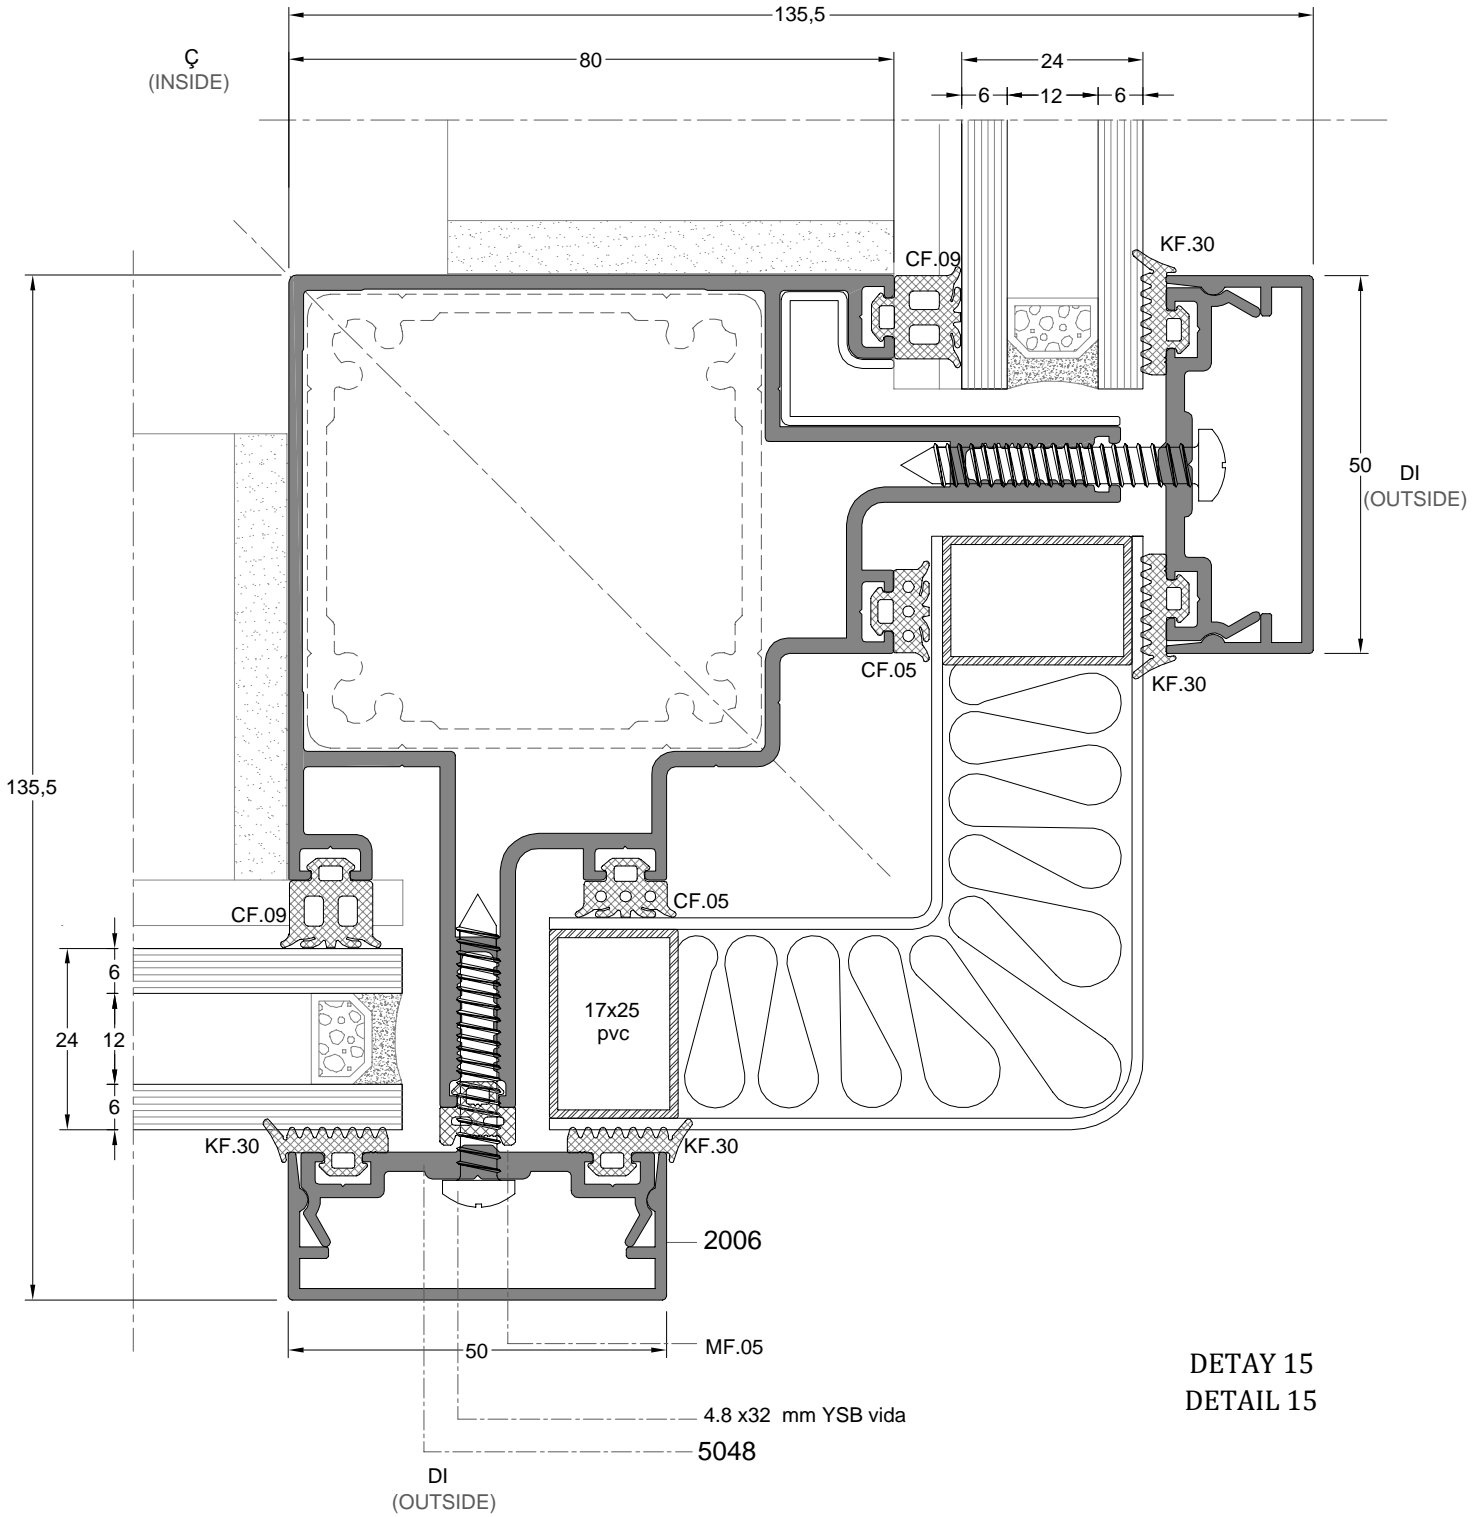 135,5
Ç
(INSIDE)
80
24
6
12
6
KF.30
CF.09
50
DI
(OUTSIDE)
CF.05
KF.30
135,5
CF.09
CF.05
6
17x25
pvc
24
12
6
KF.30
KF.30
2006
50
MF.05
DETAY 15
DETAIL 15
4.8 x32 mm YSB vida
5048
DI
(OUTSIDE)